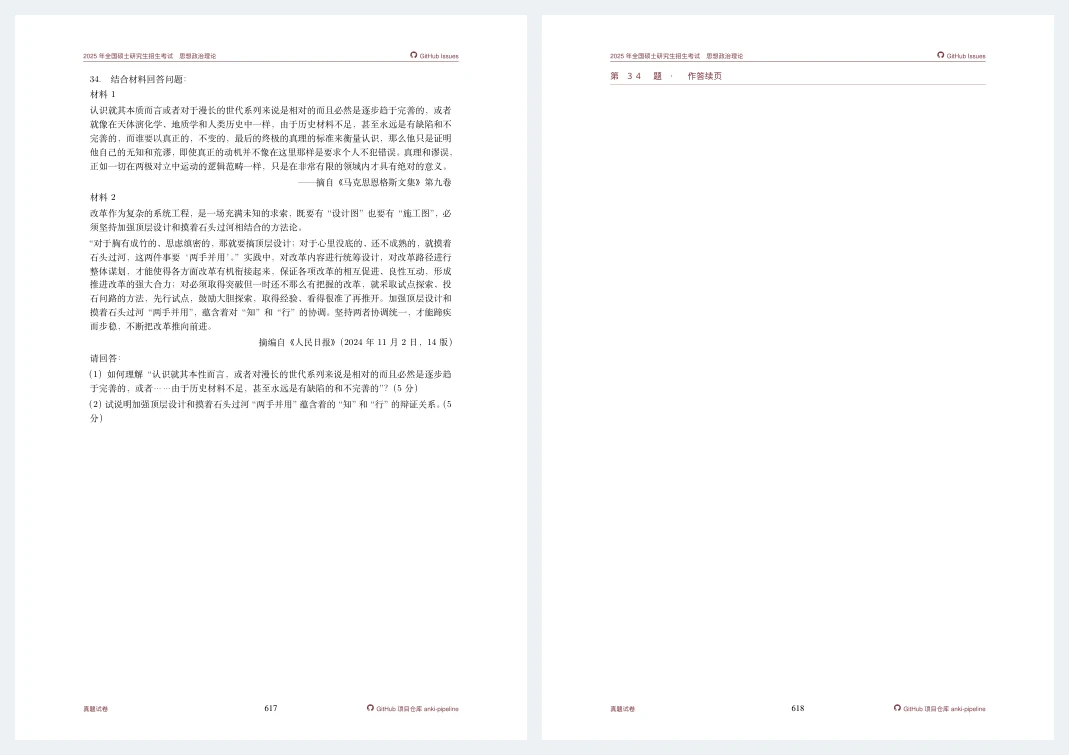 2025 年全国硕士研究生招生考试 思想政治理论
GitHub Issues
34. 结合材料回答问题：
材料 1
认识就其本质而言或者对于漫长的世代系列来说是相对的而且必然是逐步趋于完善的，或者
就像在天体演化学、地质学和人类历史中一样，由于历史材料不足，甚至永远是有缺陷和不
完善的，而谁要以真正的，不变的，最后的终极的真理的标准来衡量认识，那么他只是证明
他自己的无知和荒谬，即使真正的动机并不像在这里那样是要求个人不犯错误。真理和谬误，
正如一切在两极对立中运动的逻辑范畴一样，只是在非常有限的领域内才具有绝对的意义。
——摘自《马克思恩格斯文集》第九卷
材料 2
改革作为复杂的系统工程，是一场充满未知的求索，既要有 “设计图” 也要有 “施工图”，必
须坚持加强顶层设计和摸着石头过河相结合的方法论。
“对于胸有成竹的、思虑缜密的，那就要搞顶层设计；对于心里没底的、还不成熟的，就摸着
石头过河，这两件事要 ‘两手并用’。” 实践中，对改革内容进行统筹设计，对改革路径进行
整体谋划，才能使得各方面改革有机衔接起来，保证各项改革的相互促进、良性互动，形成
推进改革的强大合力；对必须取得突破但一时还不那么有把握的改革，就采取试点探索、投
石问路的方法，先行试点，鼓励大胆探索，取得经验、看得很准了再推开。加强顶层设计和
摸着石头过河 “两手并用”，蕴含着对 “知” 和 “行” 的协调。坚持两者协调统一，才能蹄疾
而步稳，不断把改革推向前进。
摘编自《人民日报》（2024 年 11 月 2 日，14 版）
请回答：
（1）如何理解 “认识就其本性而言，或者对漫长的世代系列来说是相对的而且必然是逐步趋
于完善的，或者……由于历史材料不足，甚至永远是有缺陷的和不完善的”？（5 分）
（2）试说明加强顶层设计和摸着石头过河 “两手并用” 蕴含着的 “知” 和 “行” 的辩证关系。（5
分）
真题试卷
617
GitHub 项目仓库 anki-pipeline
2025 年全国硕士研究生招生考试 思想政治理论
GitHub Issues
第 34 题 · 作答续页
真题试卷
618
GitHub 项目仓库 anki-pipeline